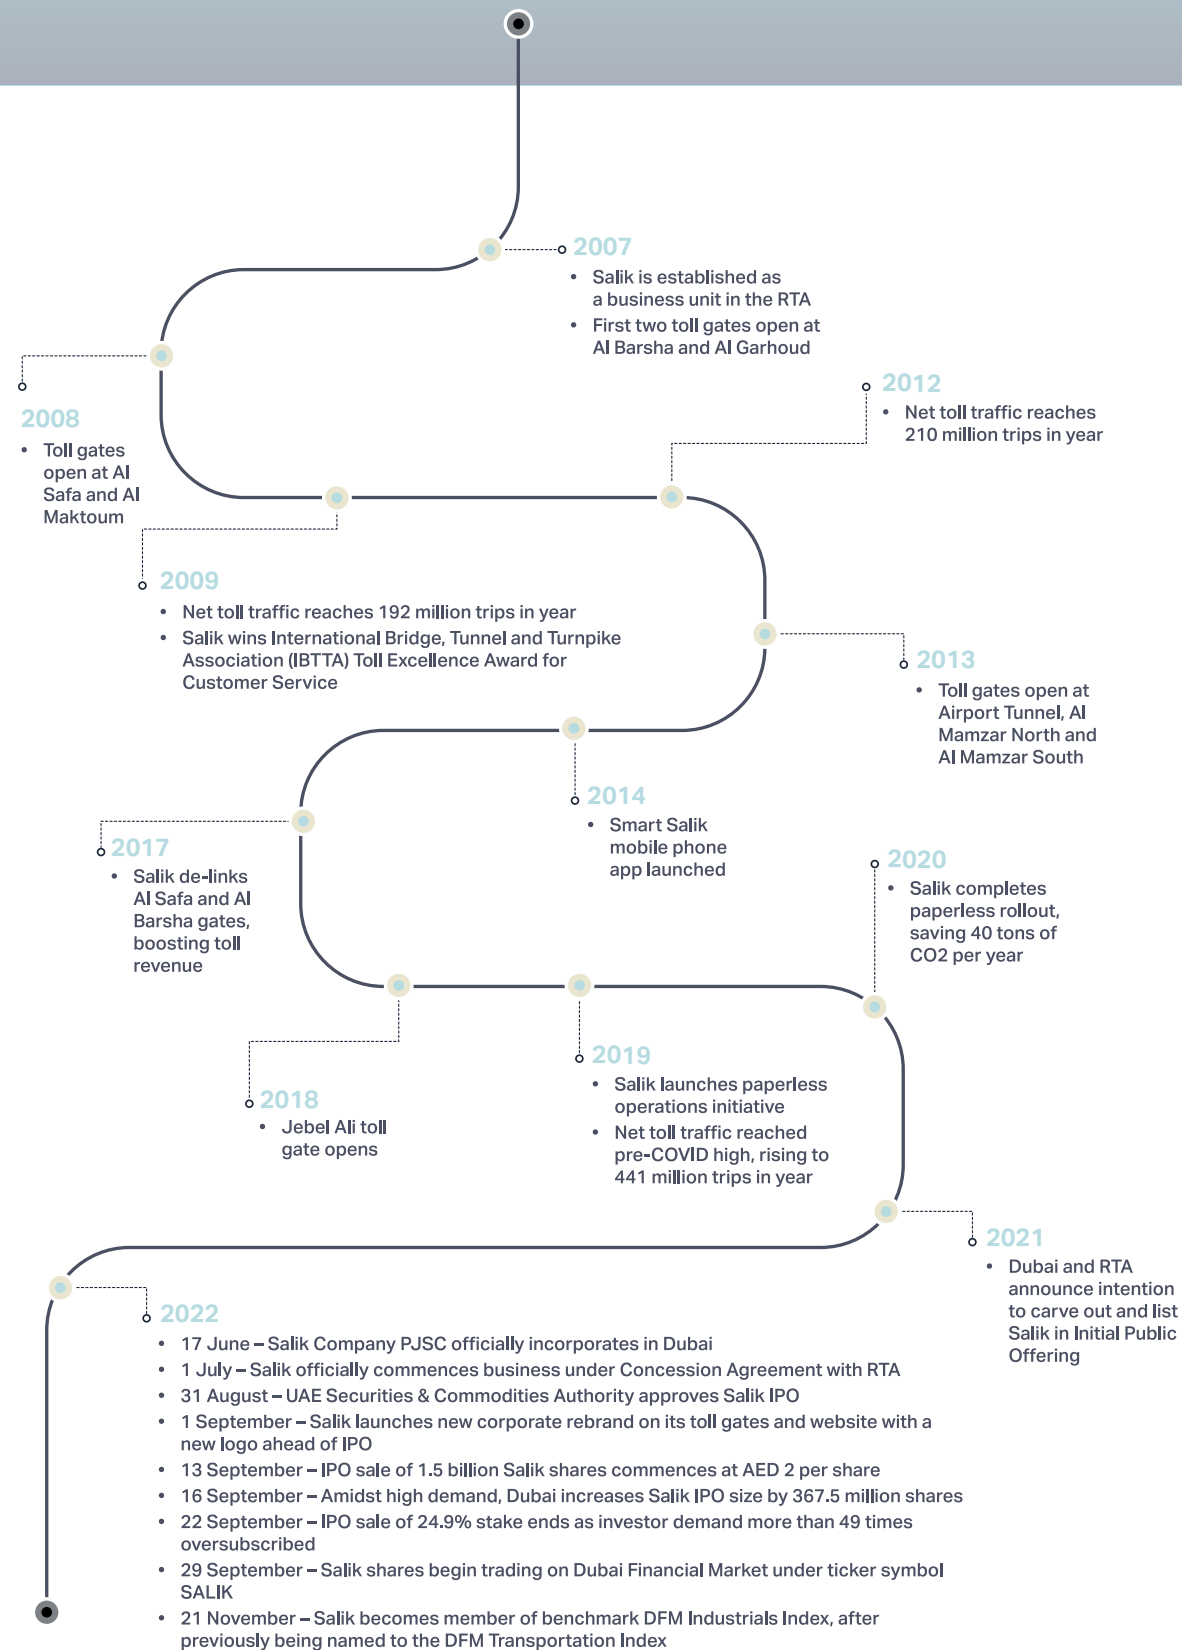 2007
• Salik is established as
a business unit in the RTA
• First two toll gates open at
Al Barsha and Al Garhoud
2008
• Toll gates
open at Al
Safa and Al
Maktoum
2009
• Net toll traffic reaches 192 million trips in year
• Salik wins International Bridge, Tunnel and Turnpike
Association (IBTTA) Toll Excellence Award for
Customer Service
2012
• Net toll traffic reaches
210 million trips in year
2013
• Toll gates open at
Airport Tunnel, Al
Mamzar North and
Al Mamzar South
2014
• Smart Salik
mobile phone
app launched
2017
• Salik de-links
Al Safa and Al
Barsha gates,
boosting toll
revenue
2018
• Jebel Ali toll
gate opens
2019
• Salik launches paperless
operations initiative
• Net toll traffic reached
pre-COVID high, rising to
441 million trips in year
2020
• Salik completes
paperless rollout,
saving 40 tons of
CO2 per year
2021
• Dubai and RTA
announce intention
to carve out and list
Salik in Initial Public
Offering
2022
• 17 June – Salik Company PJSC officially incorporates in Dubai
• 1 July – Salik officially commences business under Concession Agreement with RTA
• 31 August – UAE Securities & Commodities Authority approves Salik IPO
• 1 September – Salik launches new corporate rebrand on its toll gates and website with a
new logo ahead of IPO
• 13 September – IPO sale of 1.5 billion Salik shares commences at AED 2 per share
• 16 September – Amidst high demand, Dubai increases Salik IPO size by 367.5 million shares
• 22 September – IPO sale of 24.9% stake ends as investor demand more than 49 times
oversubscribed
• 29 September – Salik shares begin trading on Dubai Financial Market under ticker symbol
SALIK
• 21 November – Salik becomes member of benchmark DFM Industrials Index, after
previously being named to the DFM Transportation Index